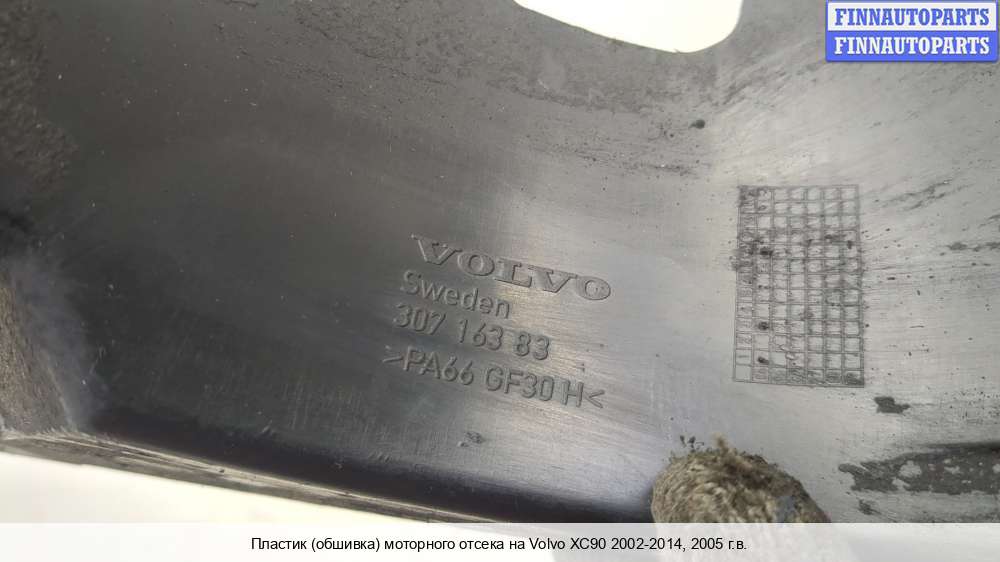 FINNAUTOPARTS
FINNAUTOPARTS
VOLVO
Sweden
307 163 83
>PA66 GF30 H<
Пластик (обшивка) моторного отсека на Volvo XC90 2002-2014, 2005 г.в.